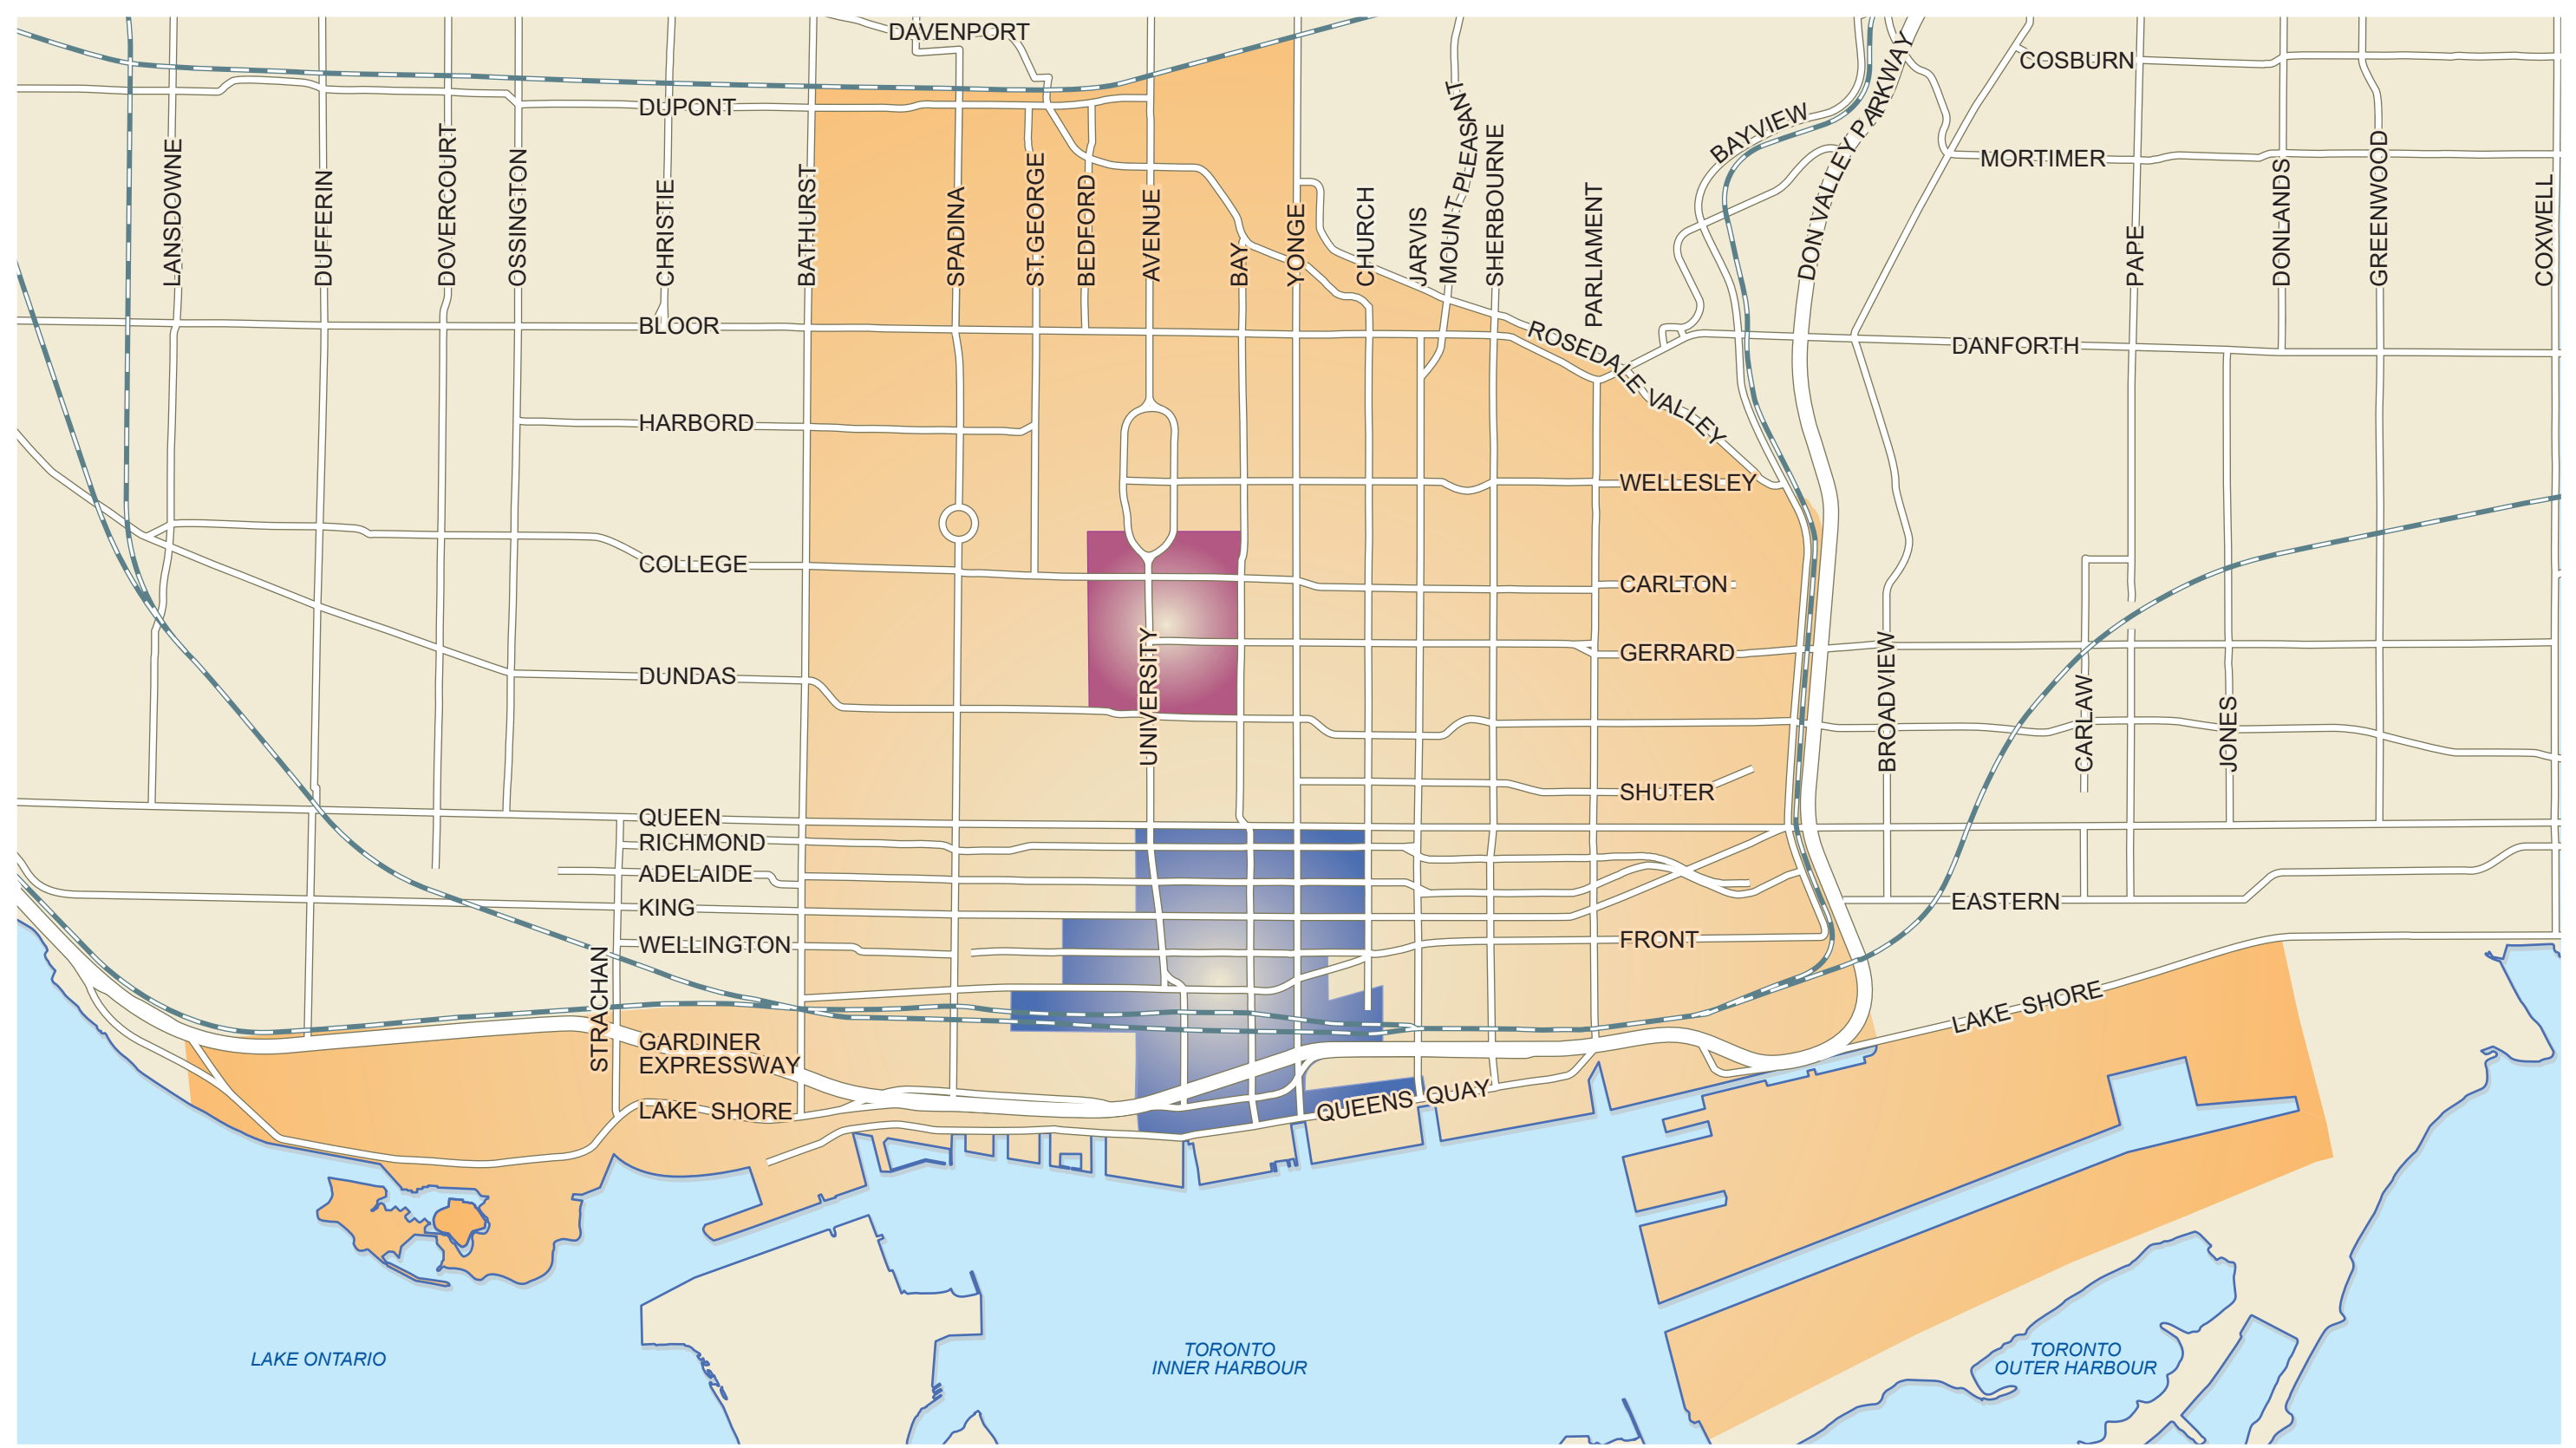 DAVENPORT
COSBURN
DUPONT
BAYVIEW
DON VALLEY PARKWAY
MORTIMER
LANSDOWNE
DUFFERIN
DOVERCOURT
OSSINGTON
CHRISTIE
BATHURST
SPADINA
ST.GEORGE
BEDFORD
AVENUE
BAY
YONGE
CHURCH
JARVIS
MOUNT PLEASANT
SHERBOURNE
PARLIAMENT
DON VALLEY PARKWAY
PAPE
DONLANDS
GREENWOOD
COXWELL
BLOOR
ROSEDALE VALLEY
DANFORTH
HARBORD
WELLESLEY
COLLEGE
CARLTON
UNIVERSITY
GERRARD
BROADVIEW
CARLAW
JONES
DUNDAS
SHUTER
QUEEN
RICHMOND
ADELAIDE
KING
EASTERN
WELLINGTON
FRONT
STRACHAN
GARDINER
EXPRESSWAY
LAKE SHORE
LAKE SHORE
QUEENS QUAY
LAKE ONTARIO
TORONTO
INNER HARBOUR
TORONTO
OUTER HARBOUR